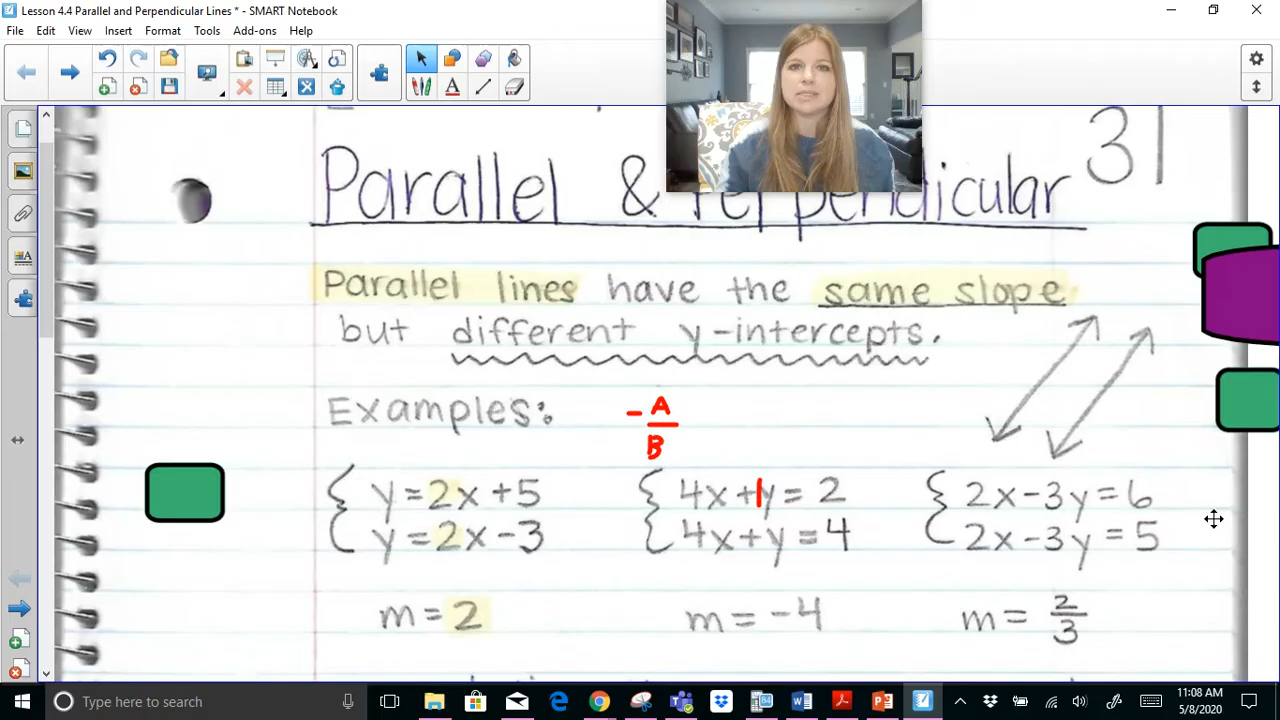 Lesson 4.4 Parallel and Perpendicular Lines * - SMART Notebook
File Edit View Insert Format Tools Add-ons Help
31
Parallel & Perpendicular
Parallel lines have the same slope
but different y-intercepts.
Examples:
- A
B
y = 2x + 5
4x + 1y = 2
2x - 3y = 6
y = 2x - 3
4x + y = 4
2x - 3y = 5
m = 2
m = -4
m = 2/3
Type here to search
11:08 AM
5/8/2020